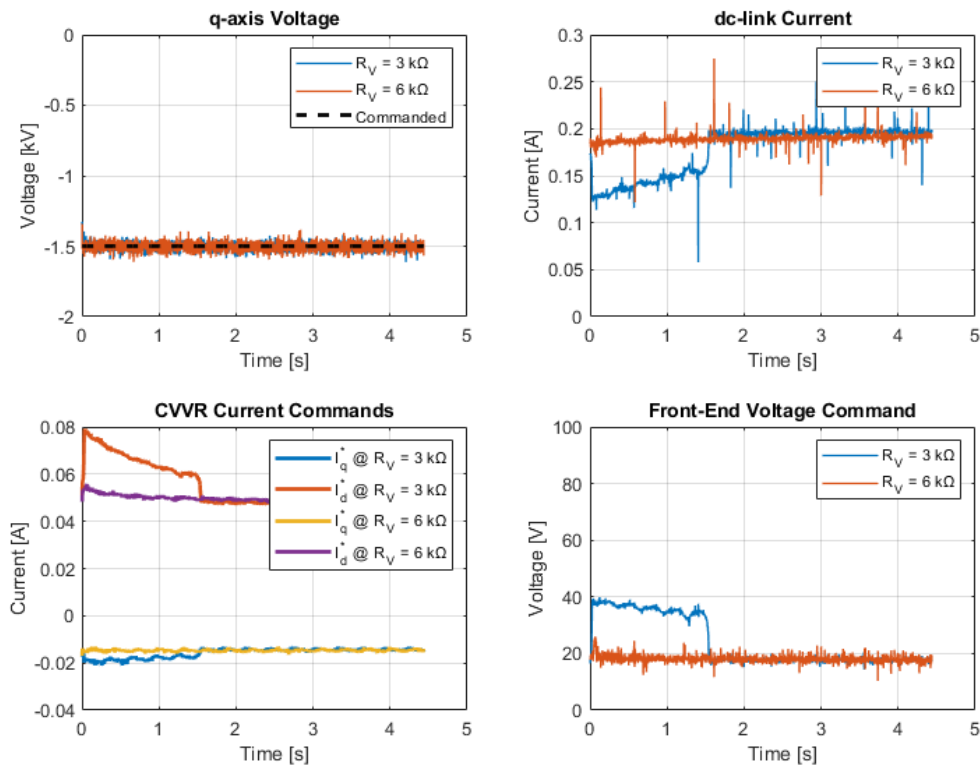 q-axis Voltage
0
-0.5
-1
-1.5
-2
Voltage [kV]
0 1 2 3 4 5
Time [s]
R_V = 3 kΩ
R_V = 6 kΩ
Commanded
dc-link Current
0.3
0.25
0.2
0.15
0.1
0.05
0
Current [A]
0 1 2 3 4 5
Time [s]
R_V = 3 kΩ
R_V = 6 kΩ
CVVR Current Commands
0.08
0.06
0.04
0.02
0
-0.02
-0.04
Current [A]
0 1 2 3 4 5
Time [s]
I_q^* @ R_V = 3 kΩ
I_d^* @ R_V = 3 kΩ
I_q^* @ R_V = 6 kΩ
I_d^* @ R_V = 6 kΩ
Front-End Voltage Command
100
80
60
40
20
0
Voltage [V]
0 1 2 3 4 5
Time [s]
R_V = 3 kΩ
R_V = 6 kΩ